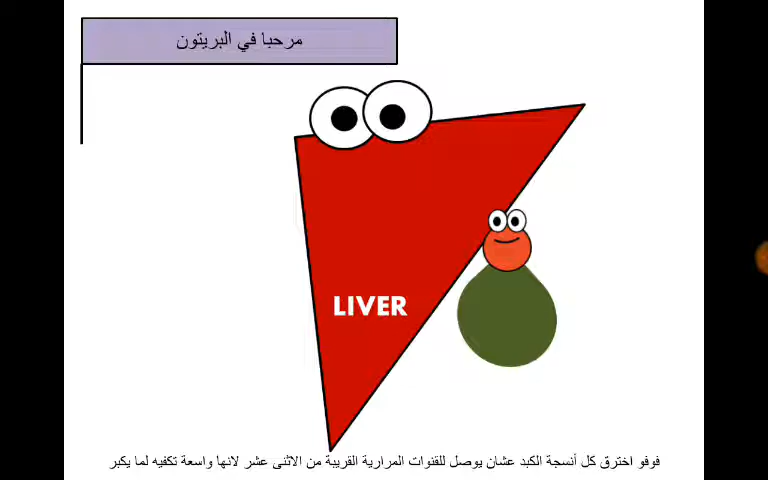 مرحبا في البريتون
LIVER
فوفو اخترق كل أنسجة الكبد عشان يوصل للقنوات المرارية القريبة من الاثنى عشر لانها واسعة تكفيه لما يكبر